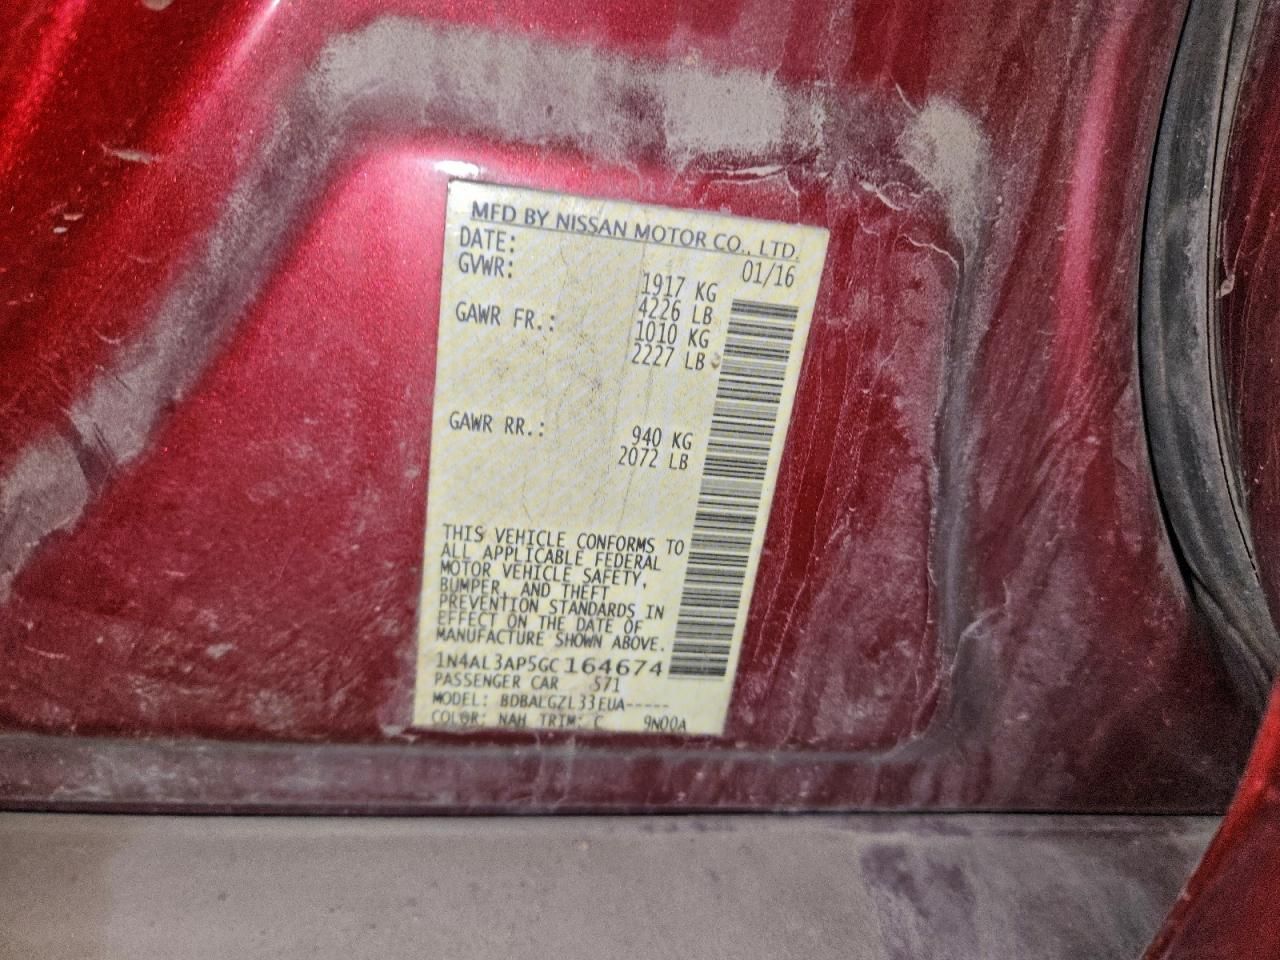 MFD BY NISSAN MOTOR CO., LTD.
DATE: 01/16
GVWR: 1917 KG
4226 LB
GAWR FR.: 1010 KG
2227 LB
GAWR RR.: 940 KG
2072 LB
THIS VEHICLE CONFORMS TO
ALL APPLICABLE FEDERAL
MOTOR VEHICLE SAFETY,
BUMPER, AND THEFT
PREVENTION STANDARDS IN
EFFECT ON THE DATE OF
MANUFACTURE SHOWN ABOVE.
1N4AL3AP5GC164674
PASSENGER CAR 571
MODEL: BDBALGZL33EUA-----
COLOR: NAH TRIM: C 9N00A